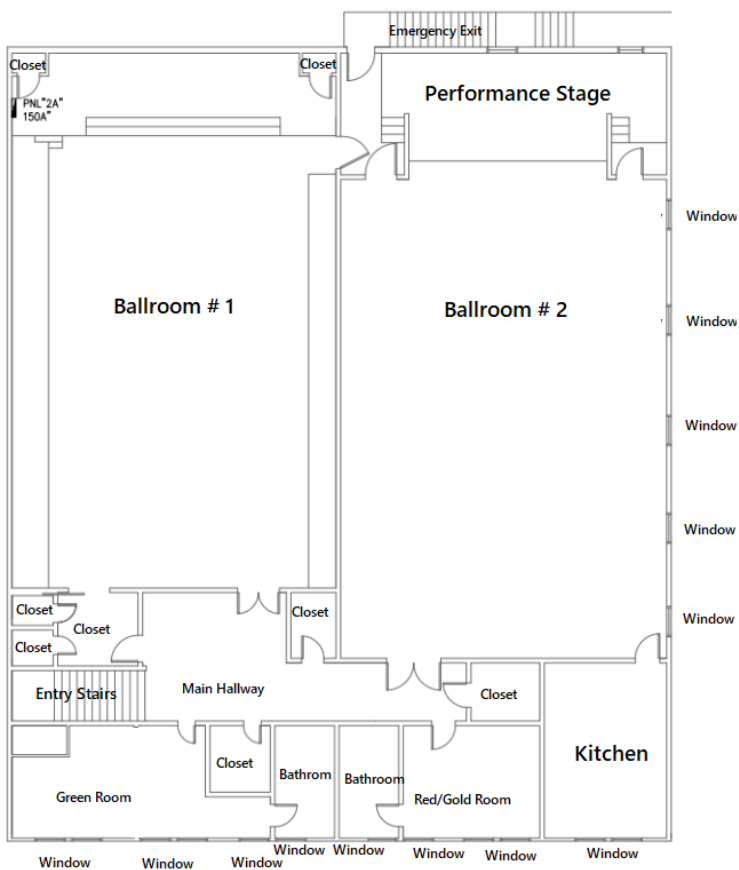 Emergency Exit
Closet
Closet
PNL"2A"
150A"
Performance Stage
Window
Ballroom # 1
Ballroom # 2
Window
Window
Window
Closet
Closet
Closet
Window
Closet
Entry Stairs
Main Hallway
Closet
Closet
Kitchen
Green Room
Bathrom
Bathroom
Red/Gold Room
Window
Window
Window
Window
Window
Window
Window
Window